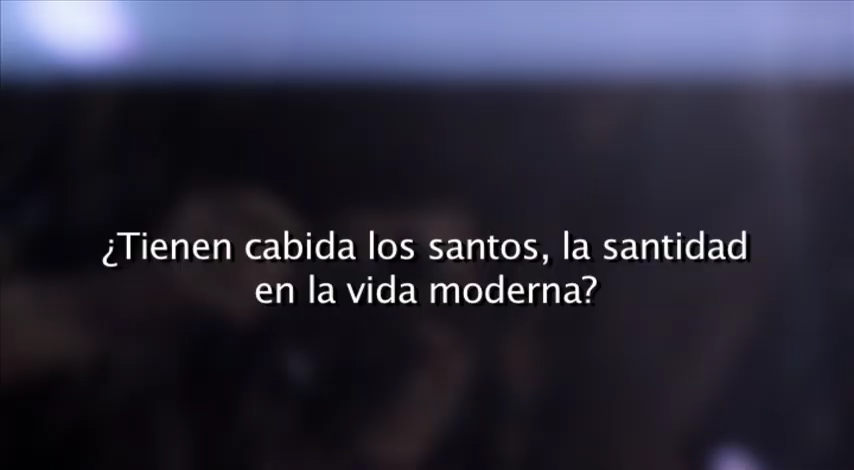 ¿Tienen cabida los santos, la santidad
en la vida moderna?